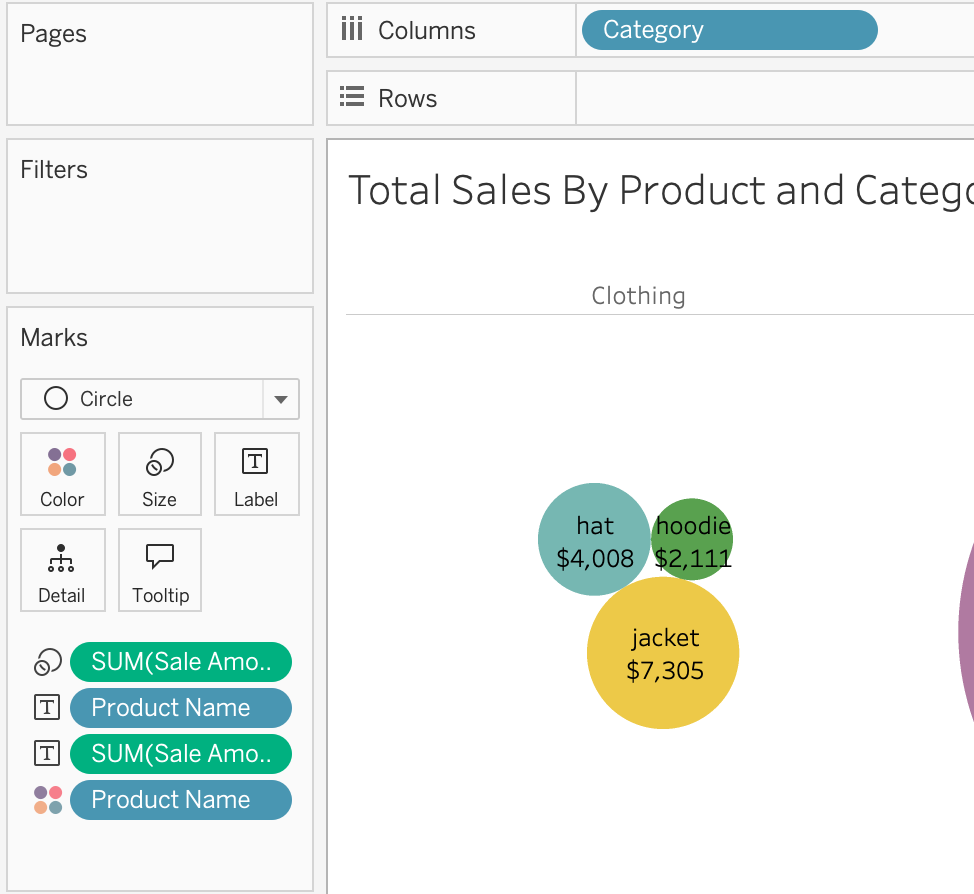 Pages
Columns
Category
Rows
Filters
Total Sales By Product and Catego
Clothing
Marks
Circle
Color
Size
T
Label
Detail
Tooltip
hat
$4,008
hoodie
$2,111
jacket
$7,305
SUM(Sale Amo..
T Product Name
T SUM(Sale Amo..
Product Name